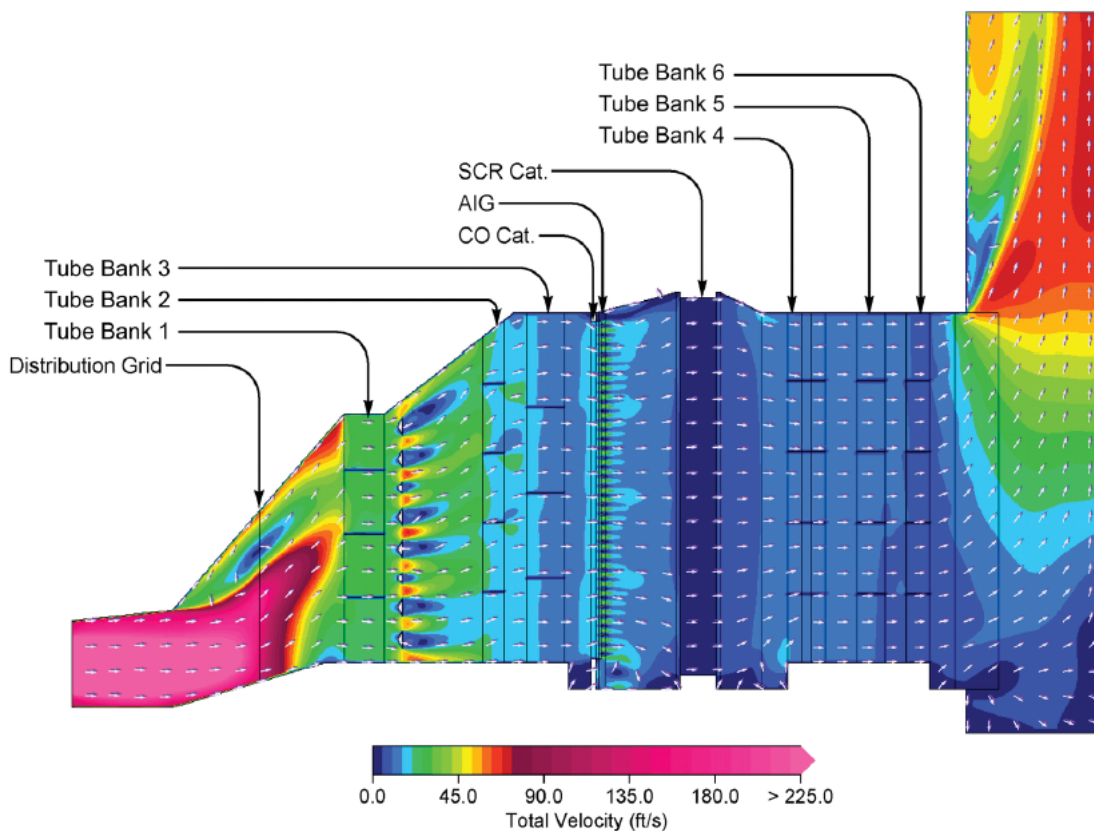 Tube Bank 6
Tube Bank 5
Tube Bank 4
SCR Cat.
AIG
CO Cat.
Tube Bank 3
Tube Bank 2
Tube Bank 1
Distribution Grid
0.0 45.0 90.0 135.0 180.0 > 225.0
Total Velocity (ft/s)